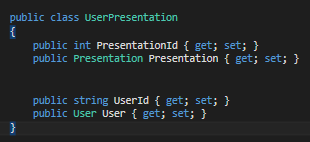 public class UserPresentation
{
    public int PresentationId { get; set; }
    public Presentation Presentation { get; set; }


    public string UserId { get; set; }
    public User User { get; set; }
}